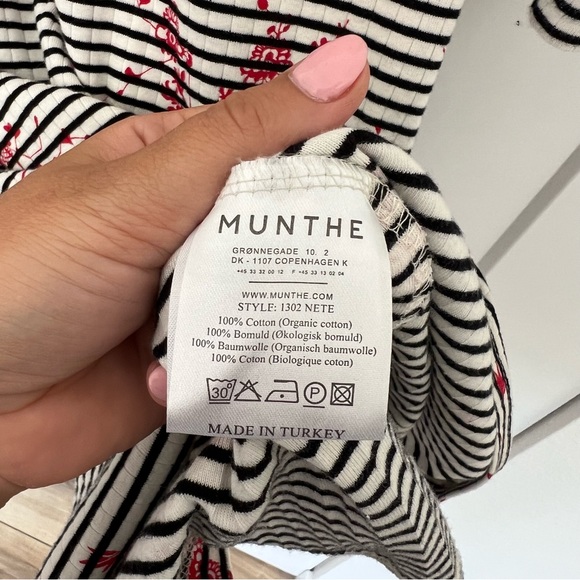 MUNTHE
GRØNNEGADE 10. 2
DK - 1107 COPENHAGEN K
+45 33 32 00 12 F +45 33 13 02 04
WWW.MUNTHE.COM
STYLE: 1302 NETE
100% Cotton (Organic cotton)
100% Bomuld (Økologisk bomuld)
100% Baumwolle (Organisch baumwolle)
100% Coton (Biologique coton)
30° P
MADE IN TURKEY